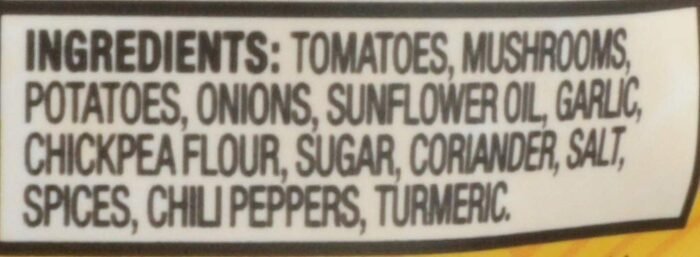 INGREDIENTS: TOMATOES, MUSHROOMS,
POTATOES, ONIONS, SUNFLOWER OIL, GARLIC,
CHICKPEA FLOUR, SUGAR, CORIANDER, SALT,
SPICES, CHILI PEPPERS, TURMERIC.